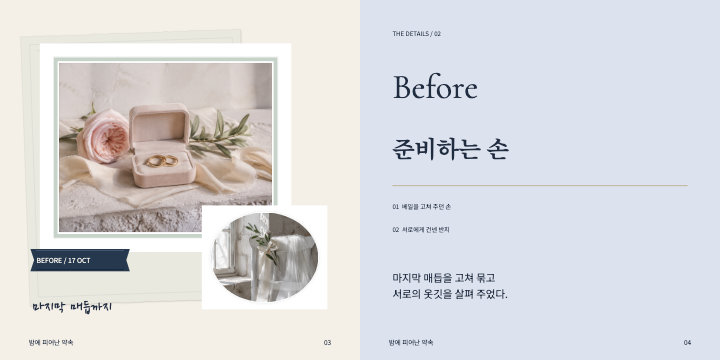 BEFORE / 17 OCT
마지막 매듭까지
밤에 피어난 약속
03
THE DETAILS / 02
Before
준비하는 손
01 베일을 고쳐 주던 손
02 서로에게 건넨 반지
마지막 매듭을 고쳐 묶고
서로의 옷깃을 살펴 주었다.
밤에 피어난 약속
04